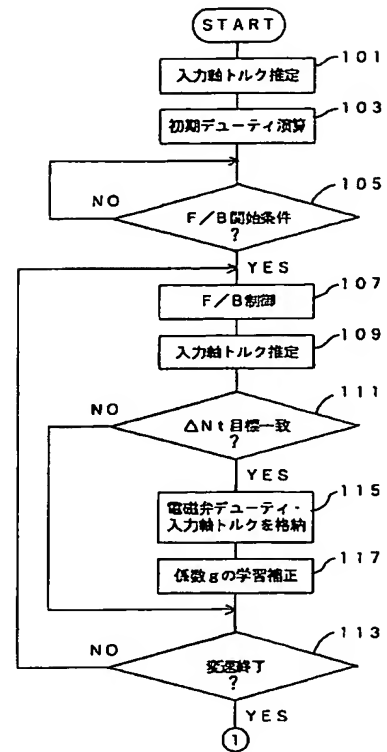 START
入力軸トルク推定
101
初期デューティ演算
103
105
NO
F/B開始条件
?
YES
F/B制御
107
入力軸トルク推定
109
111
NO
ΔNt目標一致
?
YES
電磁弁デューティ・
入力軸トルクを格納
115
係数gの学習補正
117
113
NO
変速終了
?
YES
1